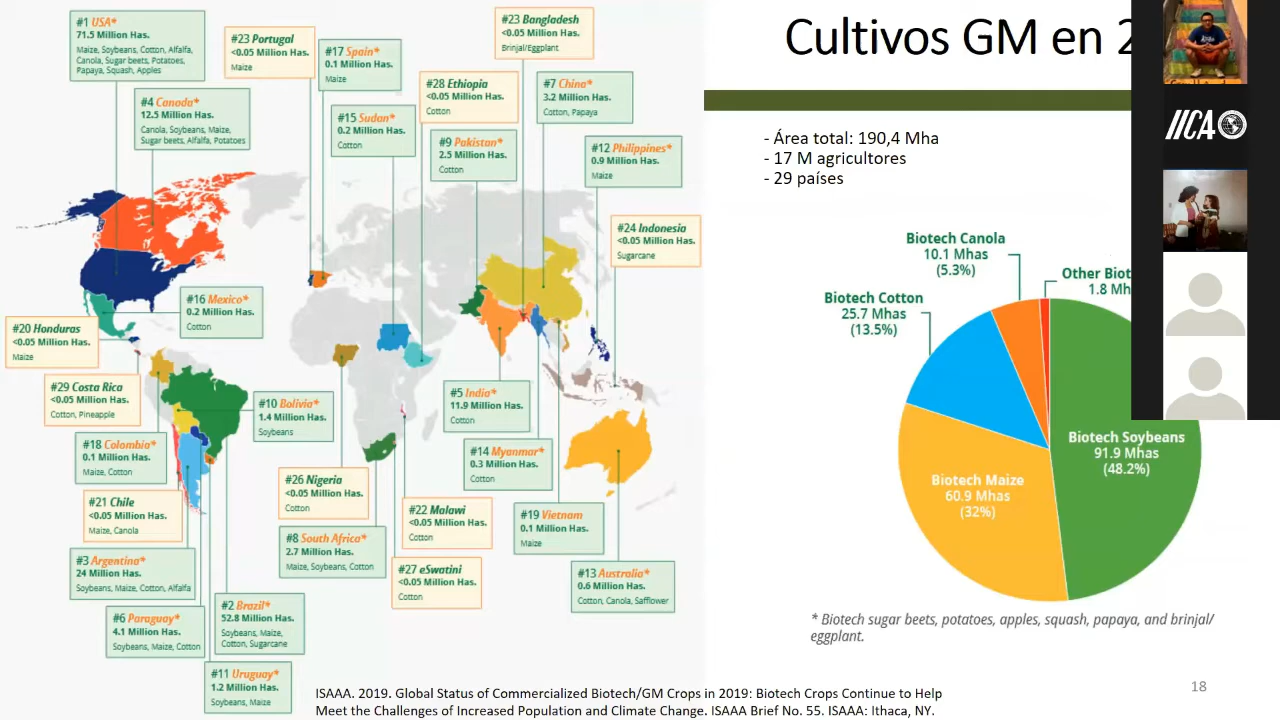 Cultivos GM en
- Área total: 190,4 Mha
- 17 M agricultores
- 29 países
#1 USA*
71.5 Million Has.
Maize, Soybeans, Cotton, Alfalfa,
Canola, Sugar beets, Potatoes,
Papaya, Squash, Apples
#4 Canada*
12.5 Million Has.
Canola, Soybeans, Maize,
Sugar beets, Alfalfa, Potatoes
#23 Portugal
<0.05 Million Has.
Maize
#17 Spain*
0.1 Million Has.
Maize
#15 Sudan*
0.2 Million Has.
Cotton
#28 Ethiopia
<0.05 Million Has.
Cotton
#9 Pakistan*
2.5 Million Has.
Cotton
#23 Bangladesh
<0.05 Million Has.
Brinjal/Eggplant
#7 China*
3.2 Million Has.
Cotton, Papaya
#12 Philippines*
0.9 Million Has.
Maize
#24 Indonesia
<0.05 Million Has.
Sugarcane
#16 Mexico*
0.2 Million Has.
Cotton
#20 Honduras
<0.05 Million Has.
Maize
#29 Costa Rica
<0.05 Million Has.
Cotton, Pineapple
#10 Bolivia*
1.4 Million Has.
Soybeans
#18 Colombia*
0.1 Million Has.
Maize, Cotton
#21 Chile
<0.05 Million Has.
Maize, Canola
#3 Argentina*
24 Million Has.
Soybeans, Maize, Cotton, Alfalfa
#6 Paraguay*
4.1 Million Has.
Soybeans, Maize, Cotton
#2 Brazil*
52.8 Million Has.
Soybeans, Maize,
Cotton, Sugarcane
#11 Uruguay*
1.2 Million Has.
Soybeans, Maize
#26 Nigeria
<0.05 Million Has.
Cotton
#8 South Africa*
2.7 Million Has.
Maize, Soybeans, Cotton
#22 Malawi
<0.05 Million Has.
Cotton
#27 eSwatini
<0.05 Million Has.
Cotton
#5 India*
11.9 Million Has.
Cotton
#14 Myanmar*
0.3 Million Has.
Cotton
#19 Vietnam
0.1 Million Has.
Maize
#13 Australia*
0.6 Million Has.
Cotton, Canola, Safflower
Biotech Canola
10.1 Mhas
(5.3%)
Other Biot
1.8 Mh
Biotech Cotton
25.7 Mhas
(13.5%)
Biotech Soybeans
91.9 Mhas
(48.2%)
Biotech Maize
60.9 Mhas
(32%)
* Biotech sugar beets, potatoes, apples, squash, papaya, and brinjal/
eggplant.
ISAAA. 2019. Global Status of Commercialized Biotech/GM Crops in 2019: Biotech Crops Continue to Help
Meet the Challenges of Increased Population and Climate Change. ISAAA Brief No. 55. ISAAA: Ithaca, NY.
18
IICA